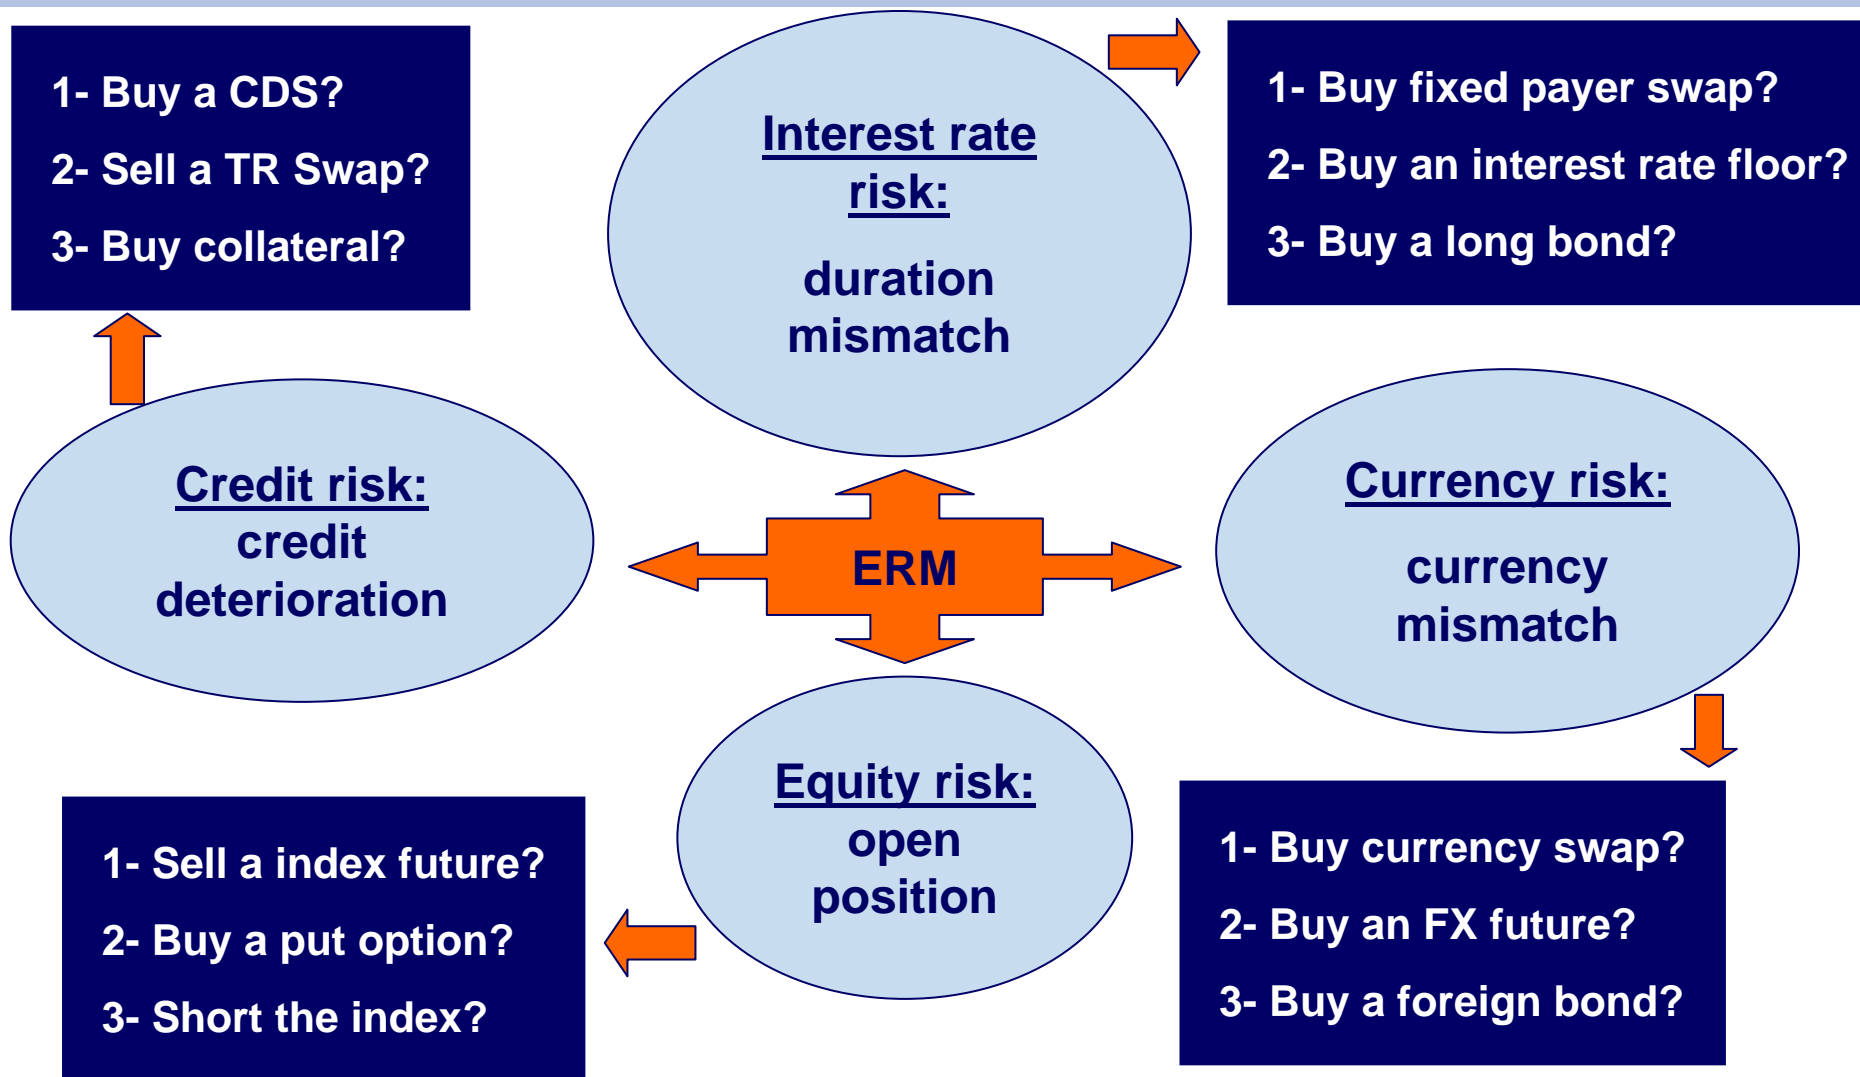 1- Buy a CDS?
2- Sell a TR Swap?
3- Buy collateral?
Interest rate
risk:
duration
mismatch
1- Buy fixed payer swap?
2- Buy an interest rate floor?
3- Buy a long bond?
Credit risk:
credit
deterioration
ERM
Currency risk:
currency
mismatch
Equity risk:
open
position
1- Sell a index future?
2- Buy a put option?
3- Short the index?
1- Buy currency swap?
2- Buy an FX future?
3- Buy a foreign bond?